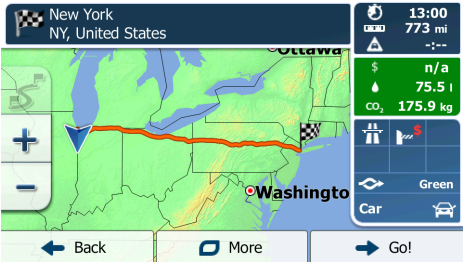 New York
NY, United States
13:00
773 mi
-:--
$ n/a
75.5 l
CO₂ 175.9 kg
$
Green
Car
Ottawa
Washingto
+
−
Back
More
Go!